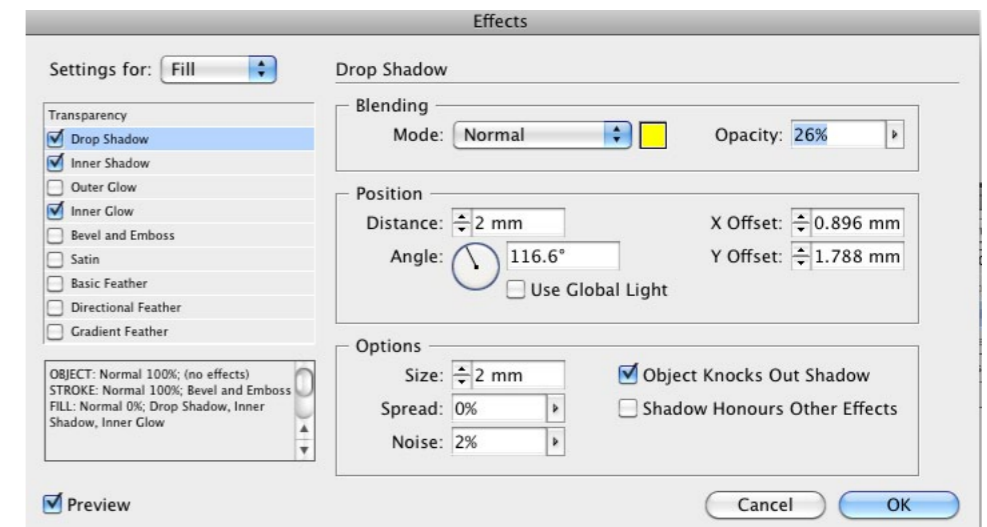 Effects
Settings for: Fill
Transparency
Drop Shadow
Inner Shadow
Outer Glow
Inner Glow
Bevel and Emboss
Satin
Basic Feather
Directional Feather
Gradient Feather
OBJECT: Normal 100%; (no effects)
STROKE: Normal 100%; Bevel and Emboss
FILL: Normal 0%; Drop Shadow, Inner
Shadow, Inner Glow
Preview
Drop Shadow
Blending
Mode: Normal Opacity: 26%
Position
Distance: 2 mm X Offset: 0.896 mm
Angle: 116.6° Y Offset: 1.788 mm
Use Global Light
Options
Size: 2 mm Object Knocks Out Shadow
Spread: 0% Shadow Honours Other Effects
Noise: 2%
Cancel OK